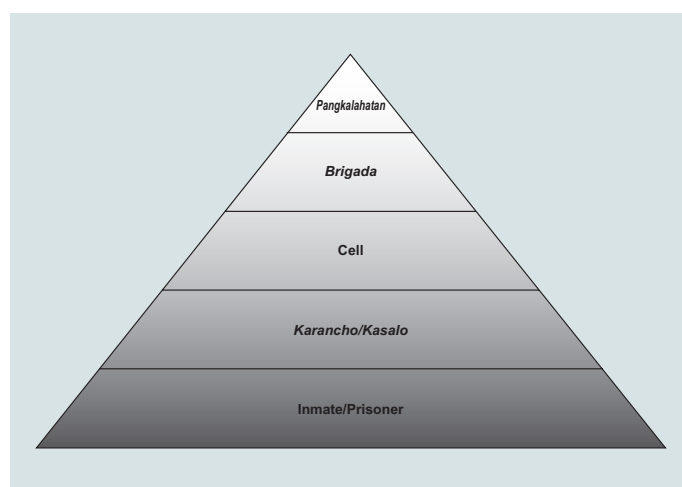 Pangkalahatan
Brigada
Cell
Karancho/Kasalo
Inmate/Prisoner